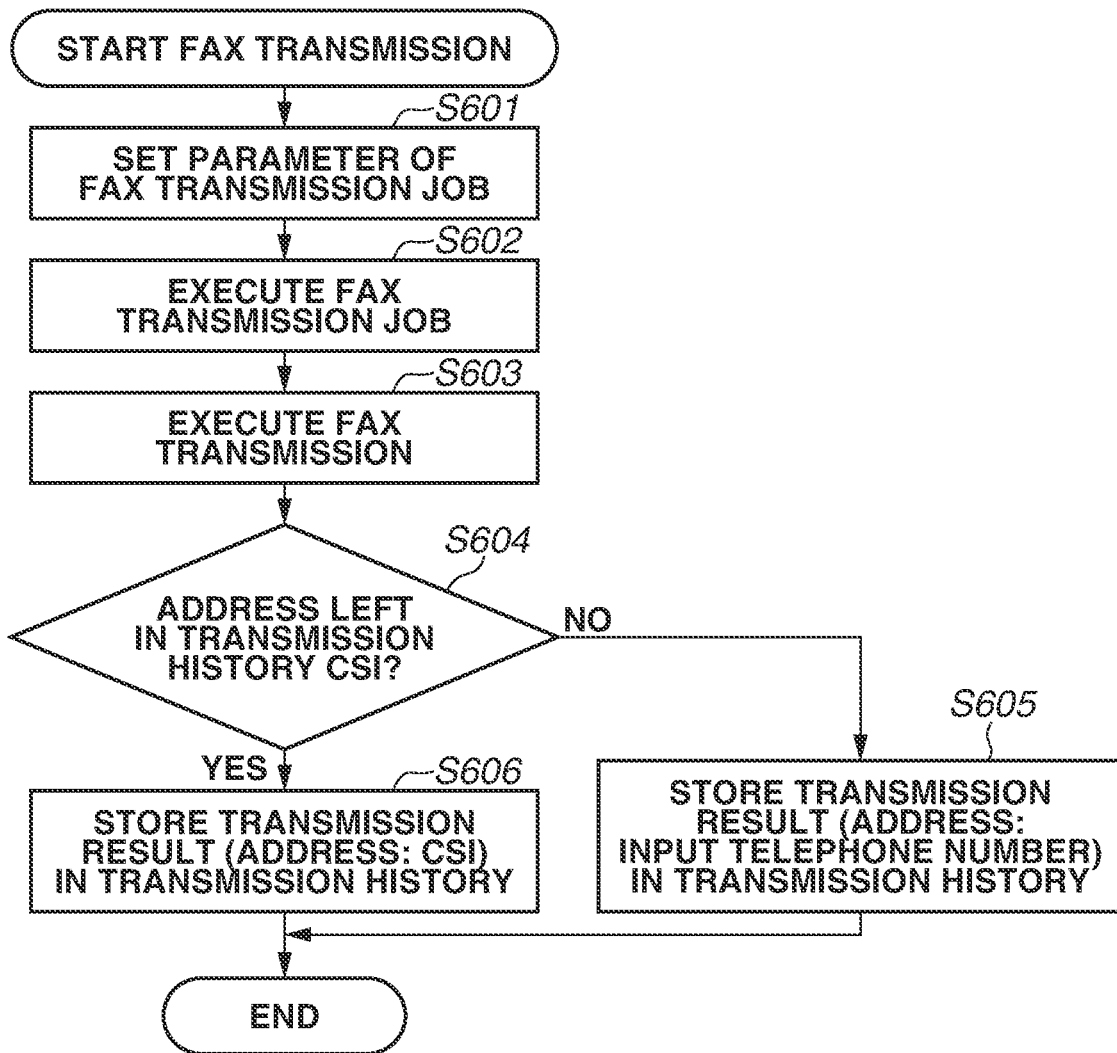 START FAX TRANSMISSION
S601
SET PARAMETER OF
FAX TRANSMISSION JOB
S602
EXECUTE FAX
TRANSMISSION JOB
S603
EXECUTE FAX
TRANSMISSION
S604
ADDRESS LEFT
IN TRANSMISSION
HISTORY CSI?
NO
YES
S605
STORE TRANSMISSION
RESULT (ADDRESS:
INPUT TELEPHONE NUMBER)
IN TRANSMISSION HISTORY
S606
STORE TRANSMISSION
RESULT (ADDRESS: CSI)
IN TRANSMISSION HISTORY
END